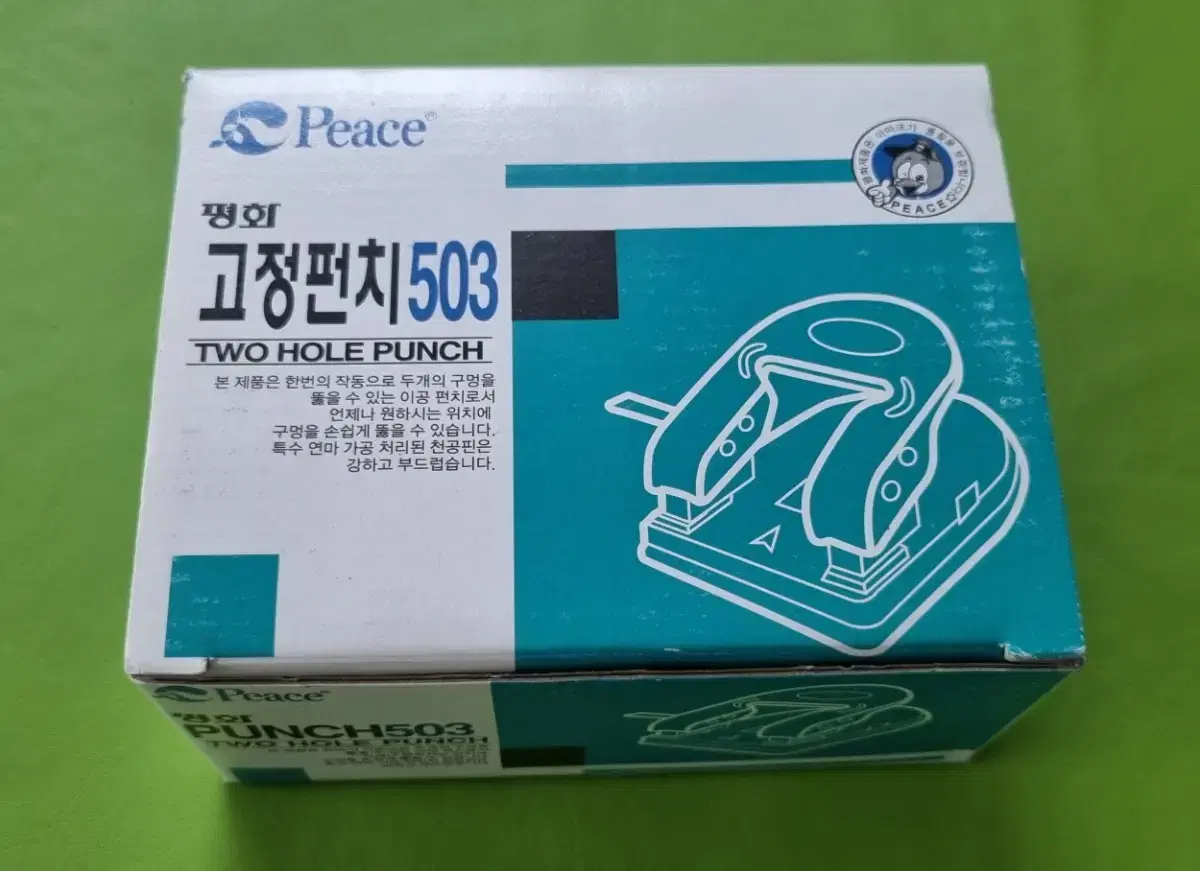 Peace®
평화
고정펀치503
TWO HOLE PUNCH
본 제품은 한번의 작동으로 두개의 구멍을
뚫을 수 있는 이공 펀치로서
언제나 원하시는 위치에
구멍을 손쉽게 뚫을 수 있습니다.
특수 연마 가공 처리된 천공핀은
강하고 부드럽습니다.
PEACE
Peace®
평화
PUNCH503
TWO HOLE PUNCH